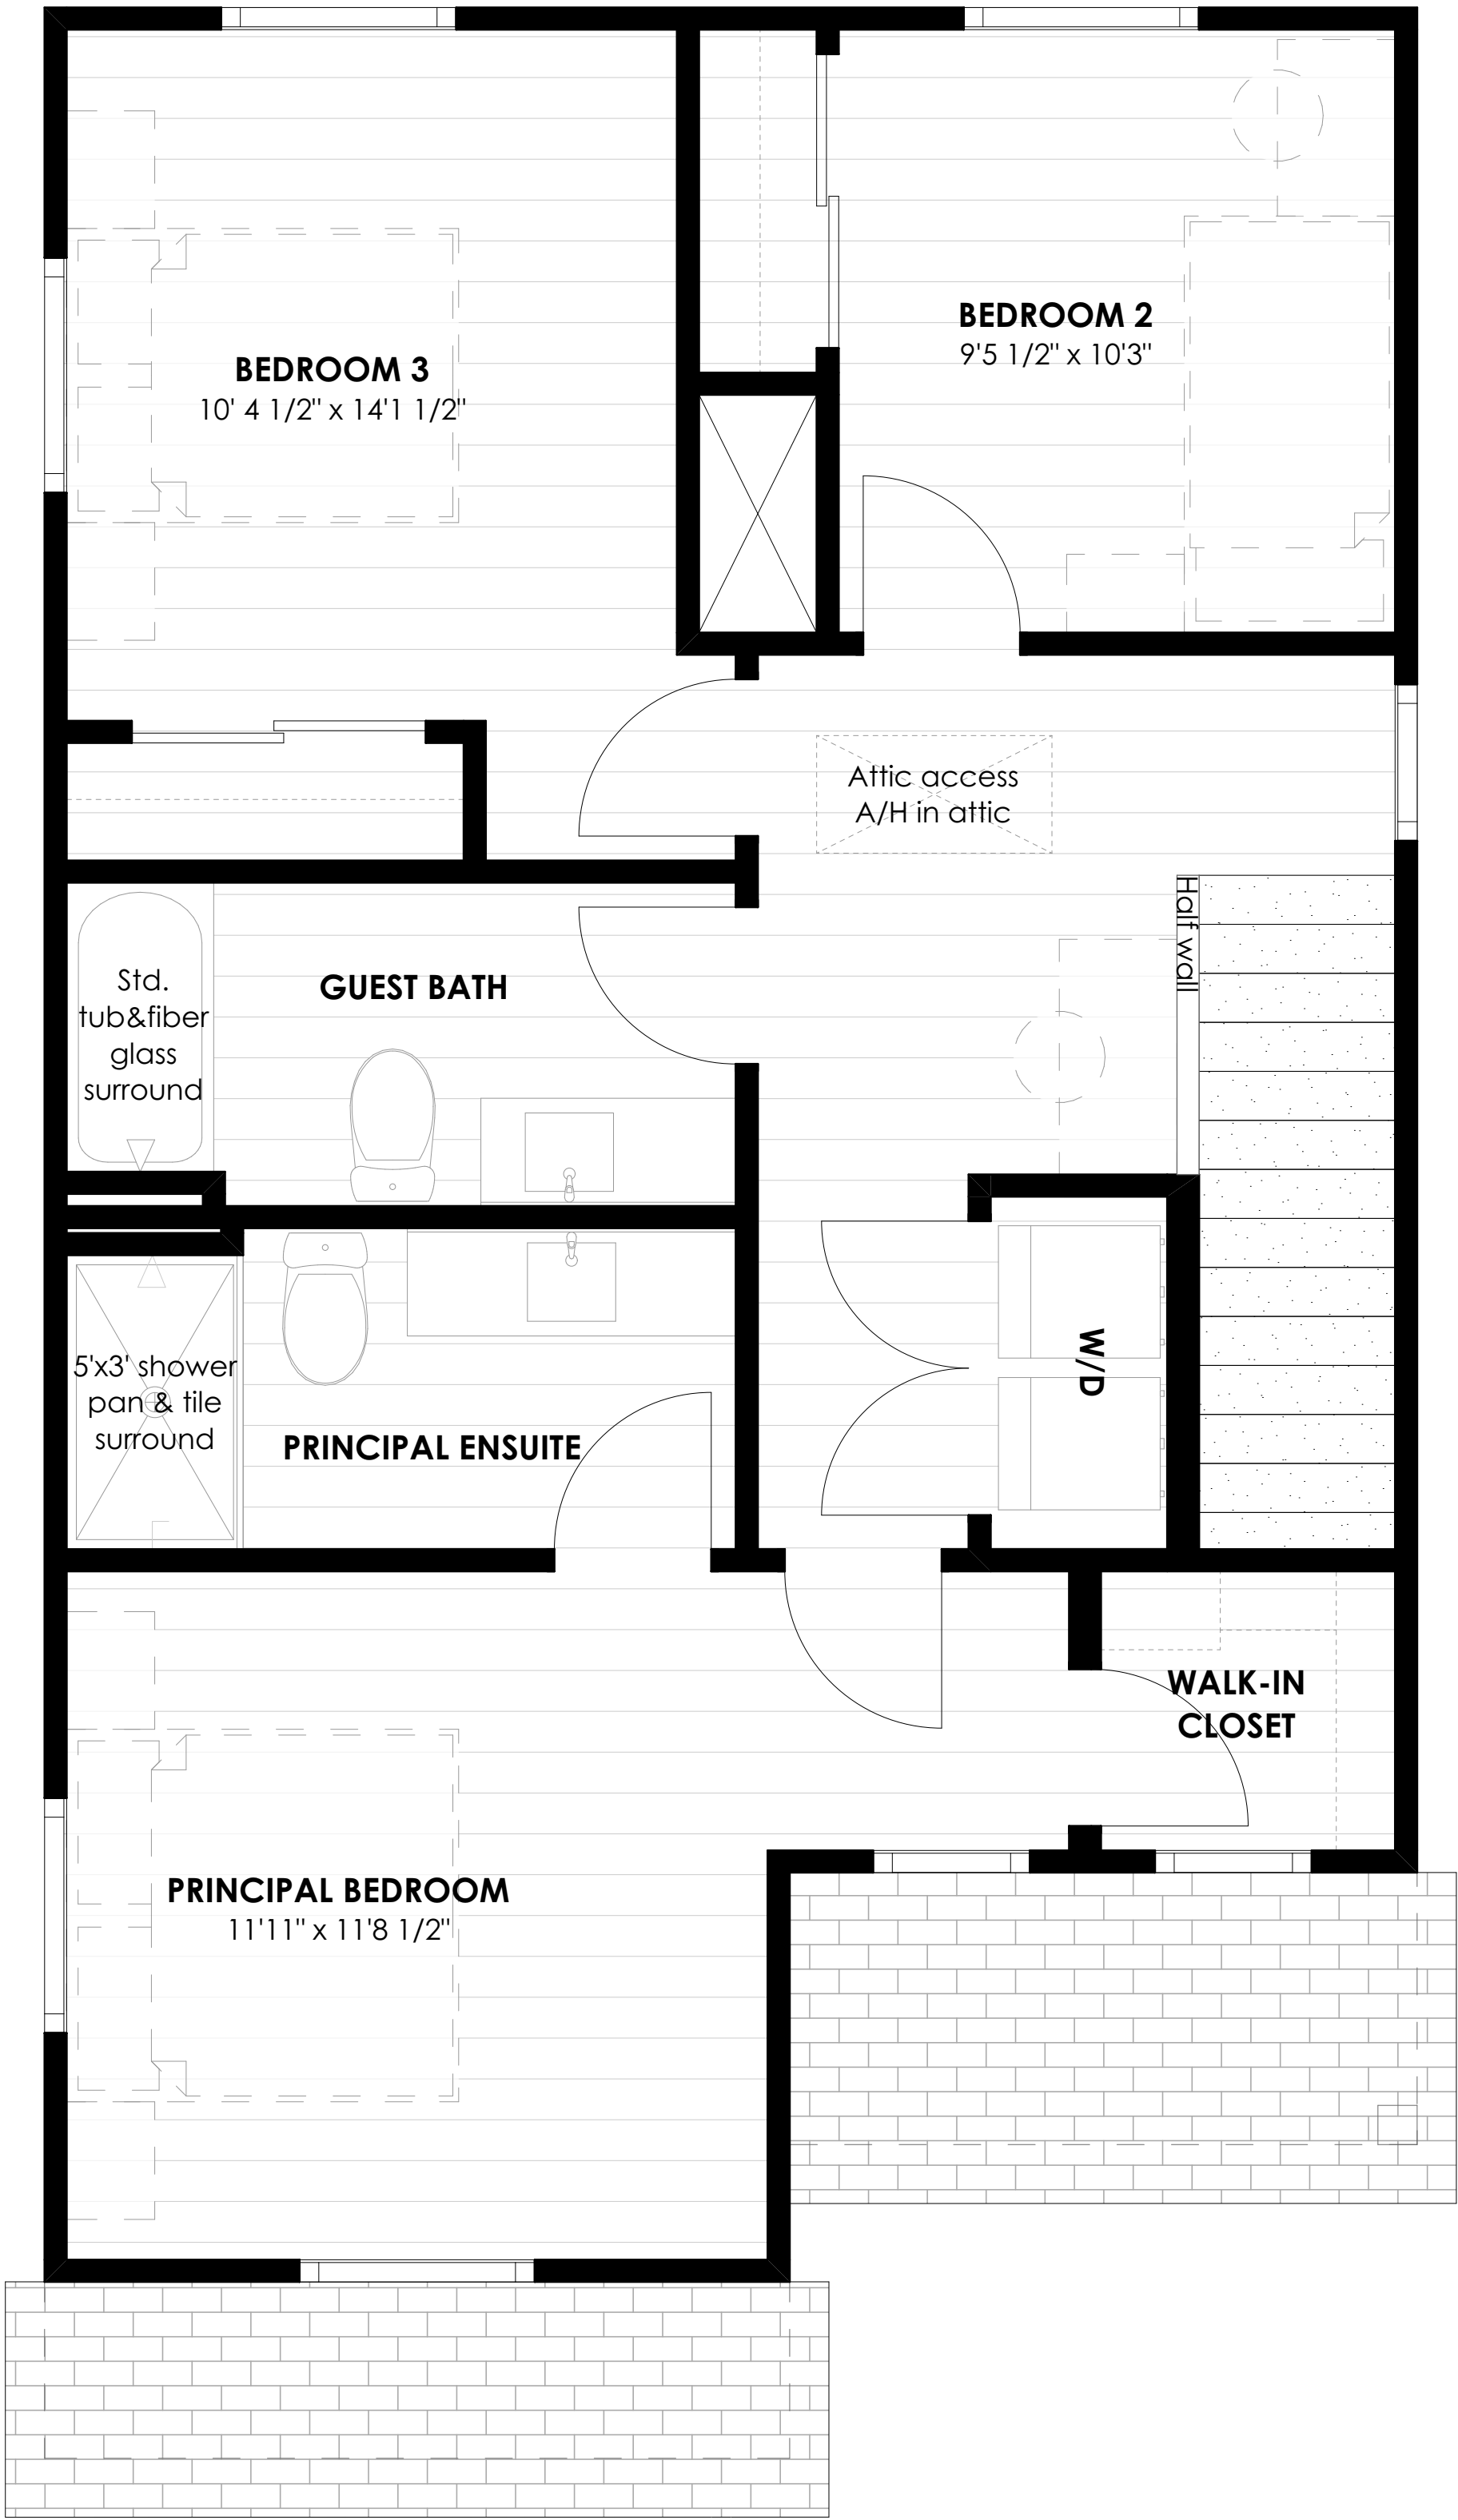 BEDROOM 2
9'5 1/2" x 10'3"
BEDROOM 3
10' 4 1/2" x 14'1 1/2"
Attic access
A/H in attic
Half wall
GUEST BATH
Std.
tub&fiber
glass
surround
W/D
5'x3' shower
pan & tile
surround
PRINCIPAL ENSUITE
WALK-IN
CLOSET
PRINCIPAL BEDROOM
11'11" x 11'8 1/2"